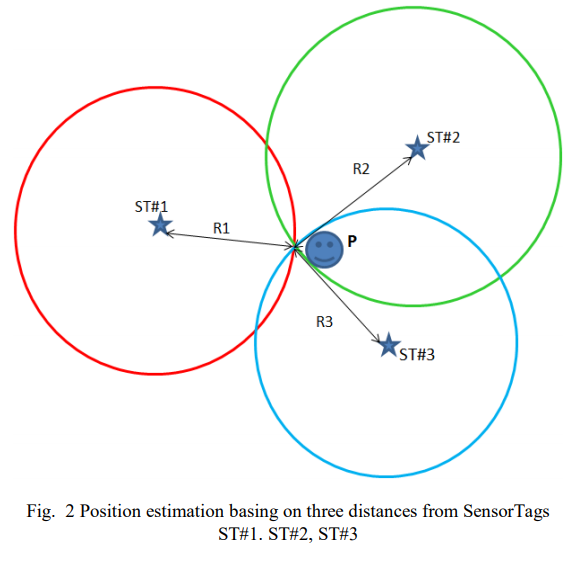 ST#2
R2
ST#1
R1
P
R3
ST#3
Fig. 2 Position estimation basing on three distances from SensorTags
ST#1. ST#2, ST#3